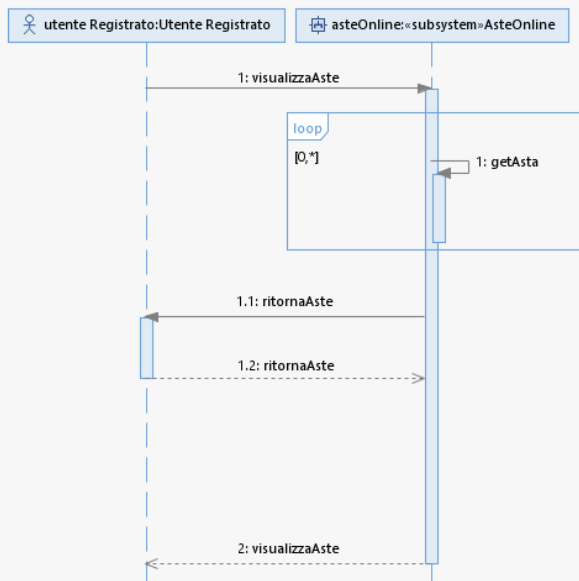 utente Registrato:Utente Registrato
asteOnline:«subsystem»AsteOnline
1: visualizzaAste
loop
[0,*]
1: getAsta
1.1: ritornaAste
1.2: ritornaAste
2: visualizzaAste